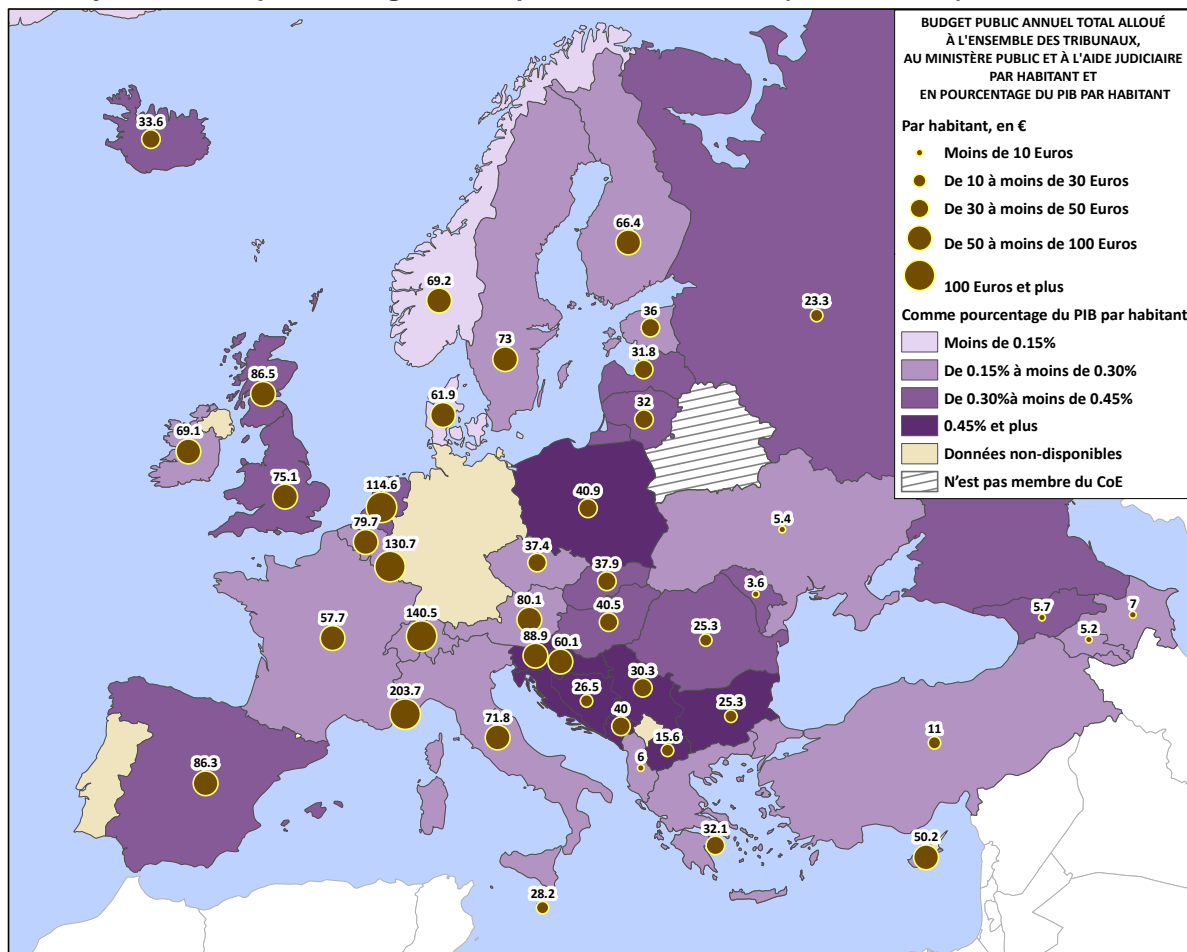 BUDGET PUBLIC ANNUEL TOTAL ALLOUÉ
À L'ENSEMBLE DES TRIBUNAUX,
AU MINISTÈRE PUBLIC ET À L'AIDE JUDICIAIRE
PAR HABITANT ET
EN POURCENTAGE DU PIB PAR HABITANT
Par habitant, en €
Moins de 10 Euros
De 10 à moins de 30 Euros
De 30 à moins de 50 Euros
De 50 à moins de 100 Euros
100 Euros et plus
Comme pourcentage du PIB par habitant
Moins de 0.15%
De 0.15% à moins de 0.30%
De 0.30%à moins de 0.45%
0.45% et plus
Données non-disponibles
N'est pas membre du CoE
33.6
66.4
69.2
23.3
36
73
31.8
86.5
61.9
32
69.1
75.1
114.6
40.9
79.7
5.4
130.7
37.4
37.9
3.6
80.1
40.5
5.7
7
57.7
140.5
25.3
5.2
88.9
60.1
30.3
203.7
26.5
25.3
71.8
40
11
15.6
86.3
6
32.1
50.2
28.2